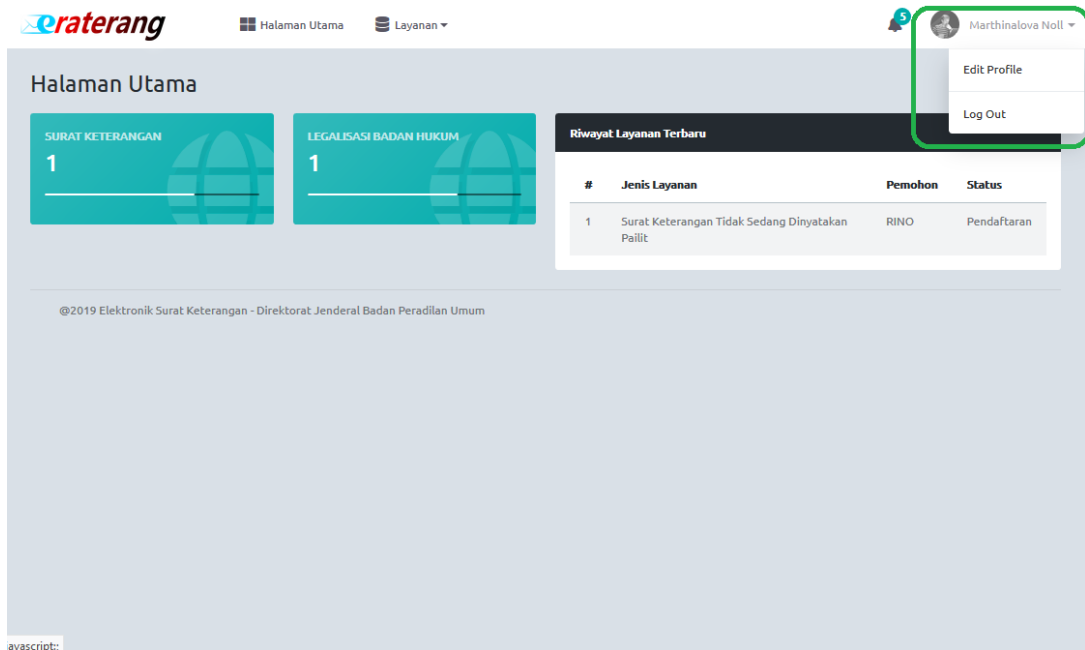 eraterang
Halaman Utama
Layanan
5
Marthinalova Noll
Edit Profile
Log Out
Halaman Utama
SURAT KETERANGAN
1
LEGALISASI BADAN HUKUM
1
Riwayat Layanan Terbaru
# Jenis Layanan Pemohon Status
1 Surat Keterangan Tidak Sedang Dinyatakan RINO Pendaftaran
Pailit
@2019 Elektronik Surat Keterangan - Direktorat Jenderal Badan Peradilan Umum
avascript:;